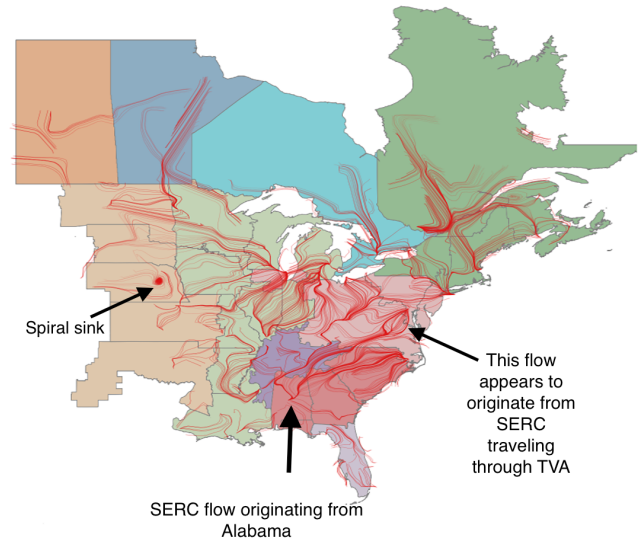 Spiral sink
This flow
appears to
originate from
SERC
traveling
through TVA
SERC flow originating from
Alabama